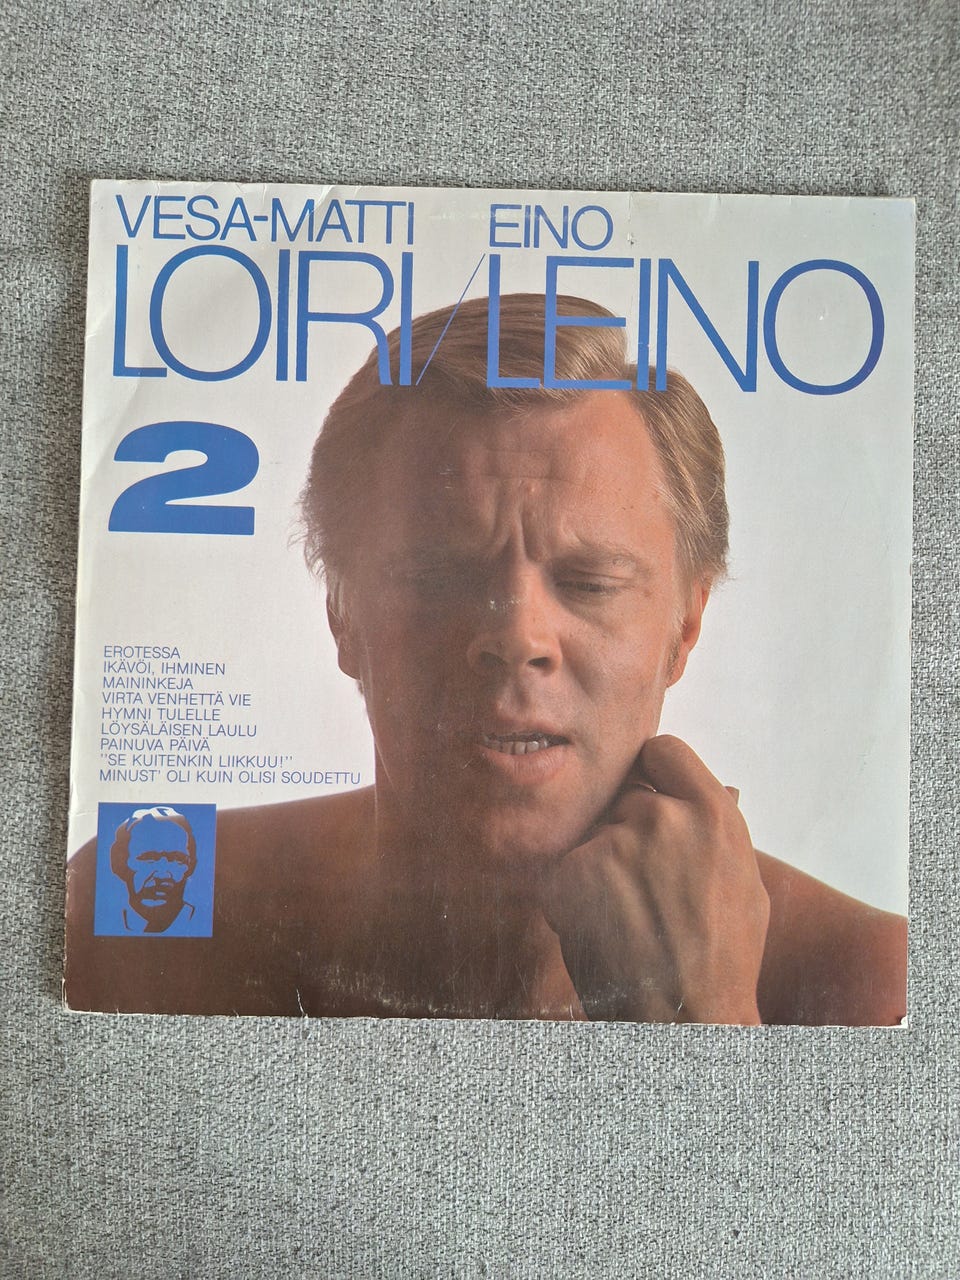 VESA-MATTI EINO
LOIRI/LEINO
2
EROTESSA
IKÄVÖI, IHMINEN
MAININKEJA
VIRTA VENHETTÄ VIE
HYMNI TULELLE
LÖYSÄLÄISEN LAULU
PAINUVA PÄIVÄ
"SE KUITENKIN LIIKKUU!"
MINUST' OLI KUIN OLISI SOUDETTU